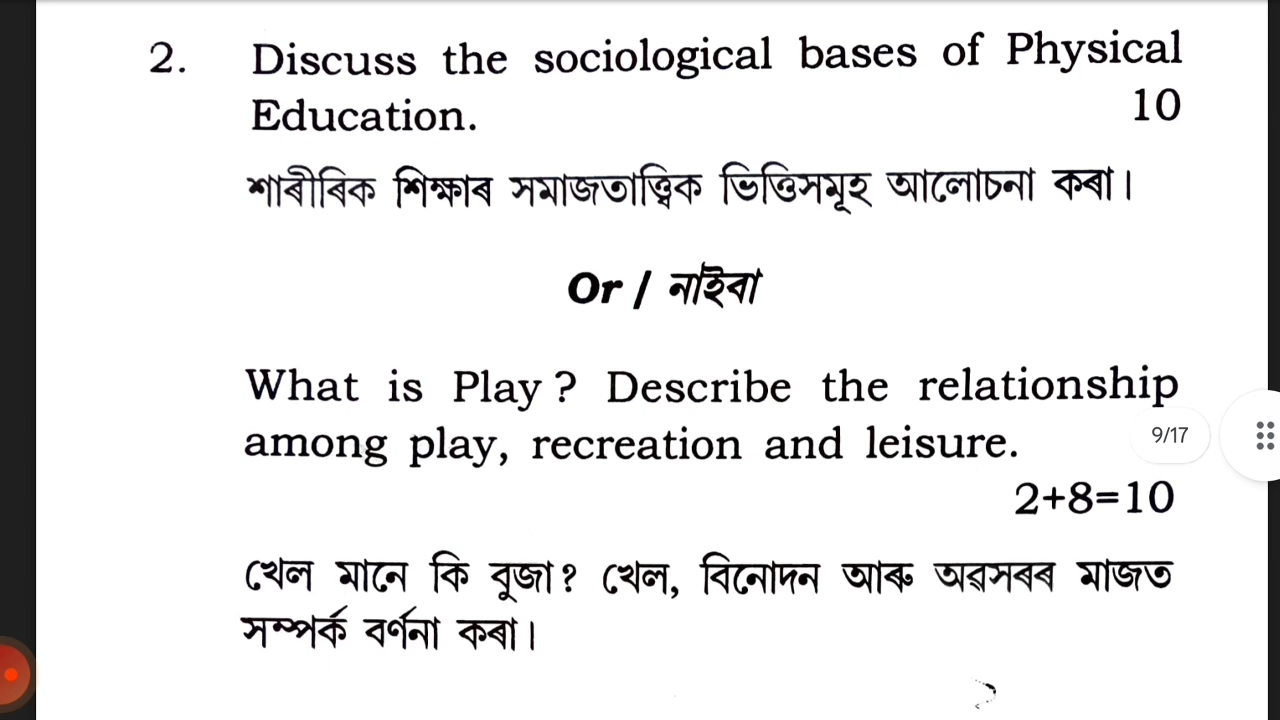 2. Discuss the sociological bases of Physical
Education. 10
শাৰীৰিক শিক্ষাৰ সমাজতাত্ত্বিক ভিত্তিসমূহ আলোচনা কৰা।
Or / নাইবা
What is Play ? Describe the relationship
among play, recreation and leisure.
9/17
2+8=10
খেল মানে কি বুজা? খেল, বিনোদন আৰু অৱসৰৰ মাজত
সম্পৰ্ক বৰ্ণনা কৰা।